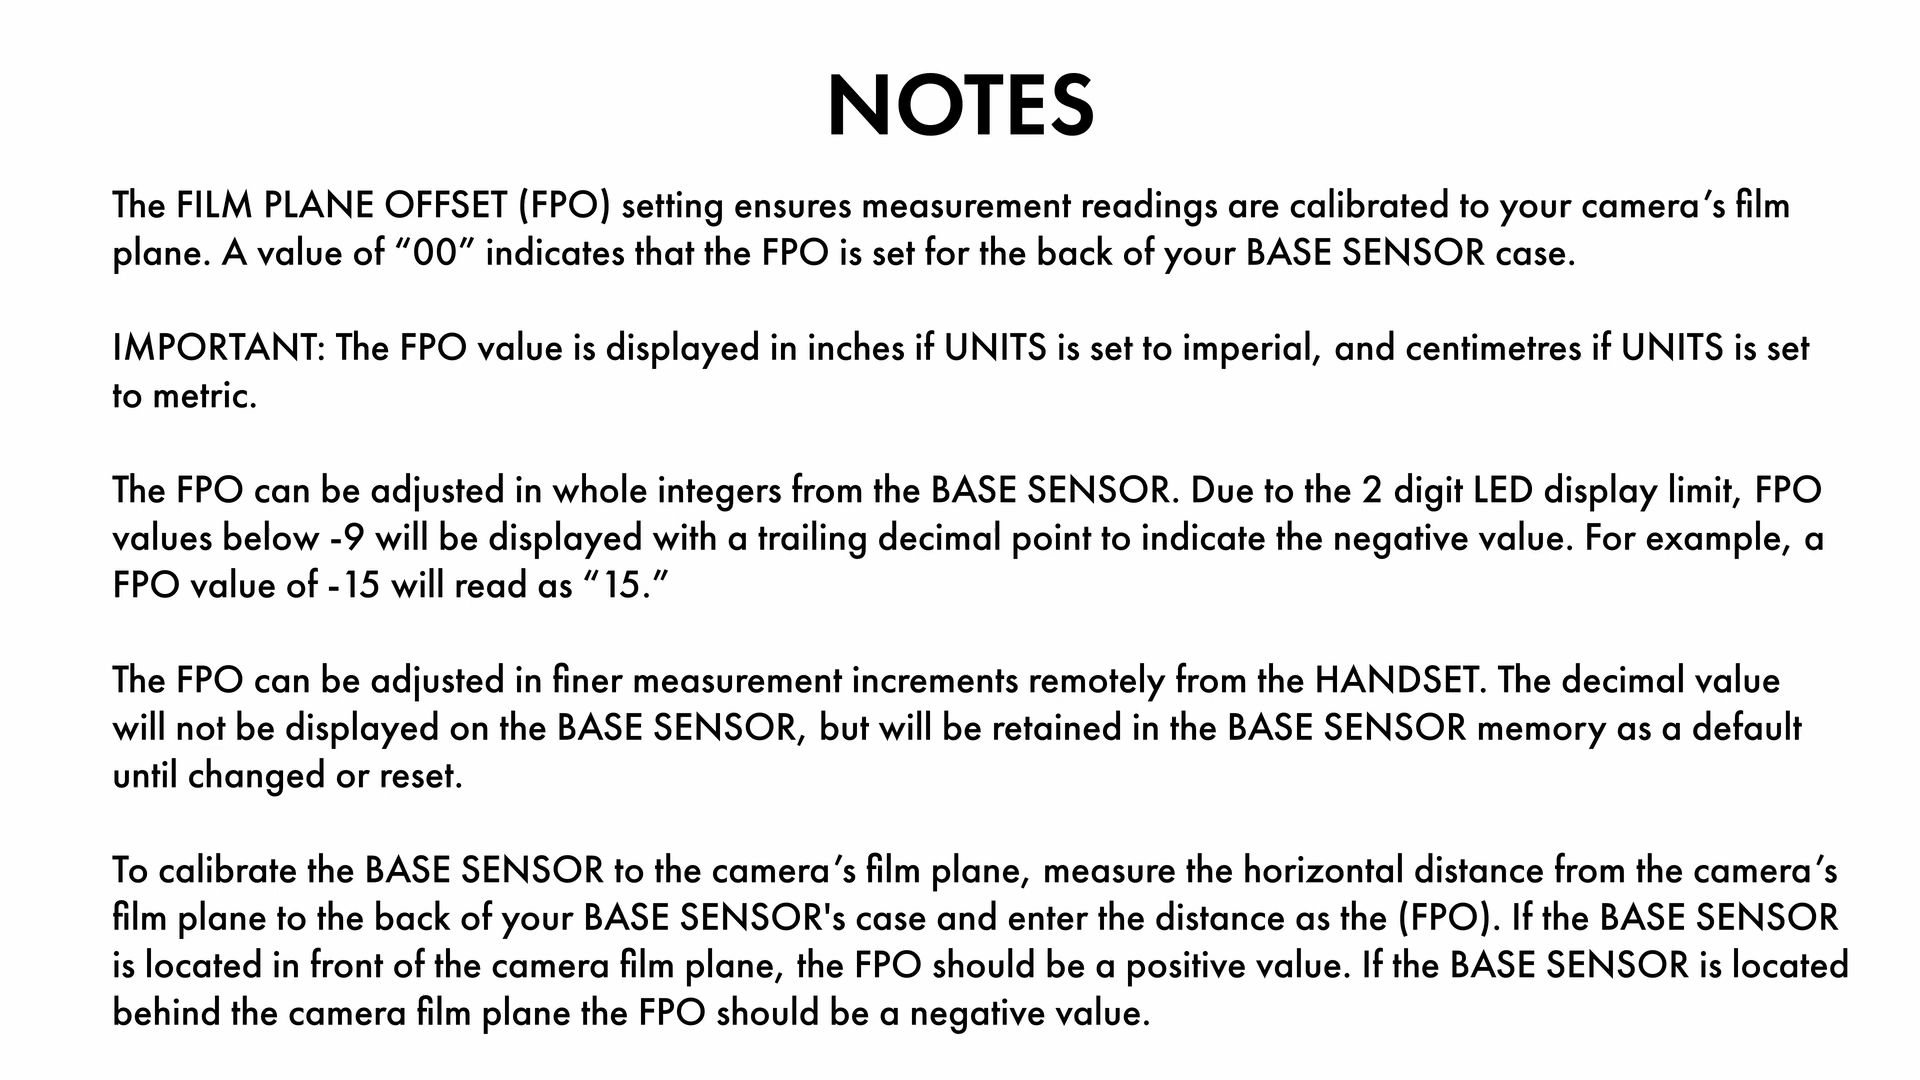 NOTES
The FILM PLANE OFFSET (FPO) setting ensures measurement readings are calibrated to your camera’s film
plane. A value of “00” indicates that the FPO is set for the back of your BASE SENSOR case.
IMPORTANT: The FPO value is displayed in inches if UNITS is set to imperial, and centimetres if UNITS is set
to metric.
The FPO can be adjusted in whole integers from the BASE SENSOR. Due to the 2 digit LED display limit, FPO
values below -9 will be displayed with a trailing decimal point to indicate the negative value. For example, a
FPO value of -15 will read as “15.”
The FPO can be adjusted in finer measurement increments remotely from the HANDSET. The decimal value
will not be displayed on the BASE SENSOR, but will be retained in the BASE SENSOR memory as a default
until changed or reset.
To calibrate the BASE SENSOR to the camera’s film plane, measure the horizontal distance from the camera’s
film plane to the back of your BASE SENSOR's case and enter the distance as the (FPO). If the BASE SENSOR
is located in front of the camera film plane, the FPO should be a positive value. If the BASE SENSOR is located
behind the camera film plane the FPO should be a negative value.